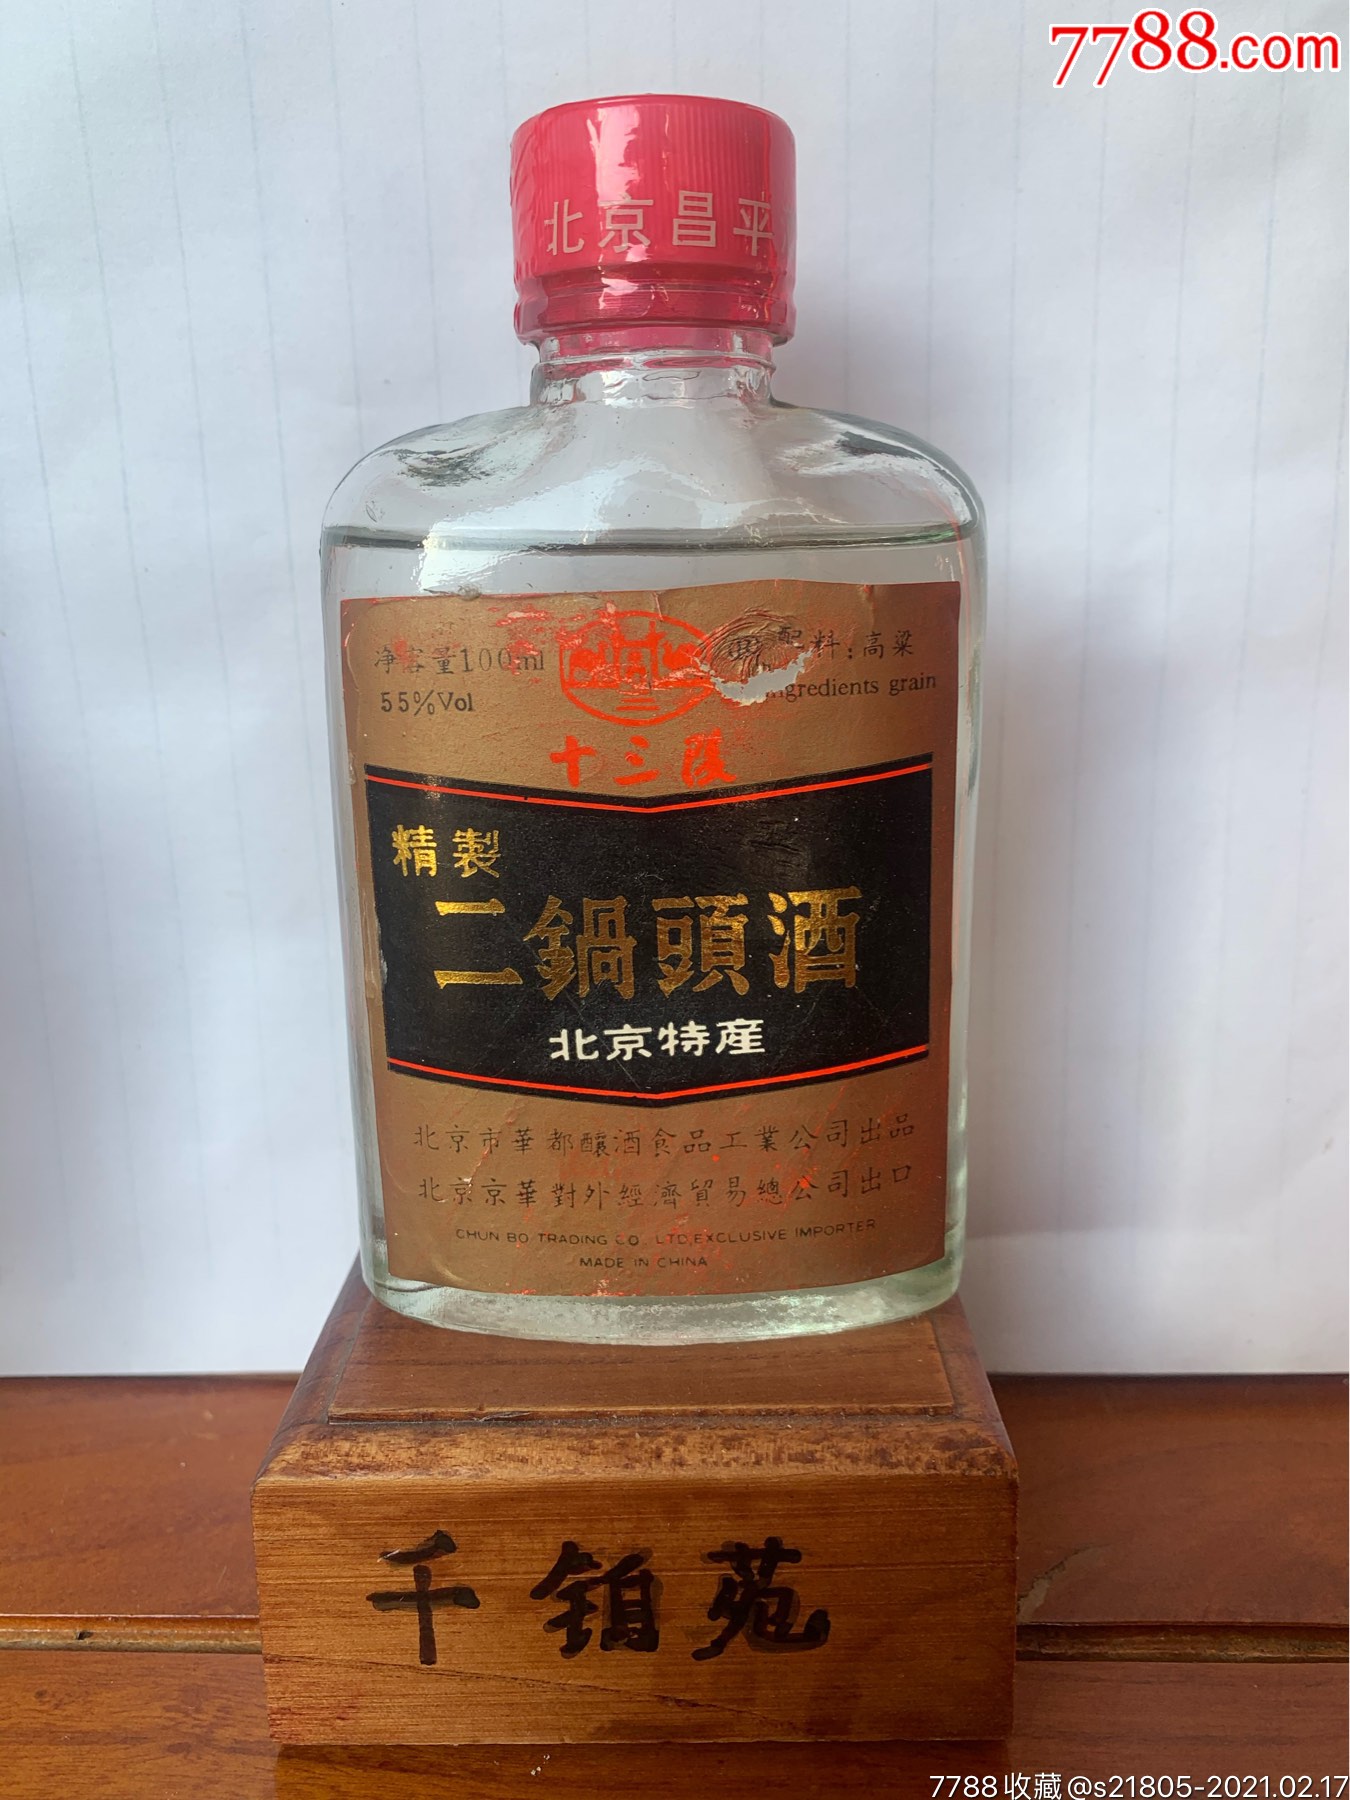 7788.com
北京昌平
净容量100ml
55%Vol
配料:高粱
ingredients grain
十三陵
精製
二鍋頭酒
北京特産
北京市華都釀酒食品工業公司出品
北京京華對外經濟貿易總公司出口
CHUN BO TRADING CO. LTD.EXCLUSIVE IMPORTER
MADE IN CHINA
千铂苑
7788收藏@s21805-2021.02.17